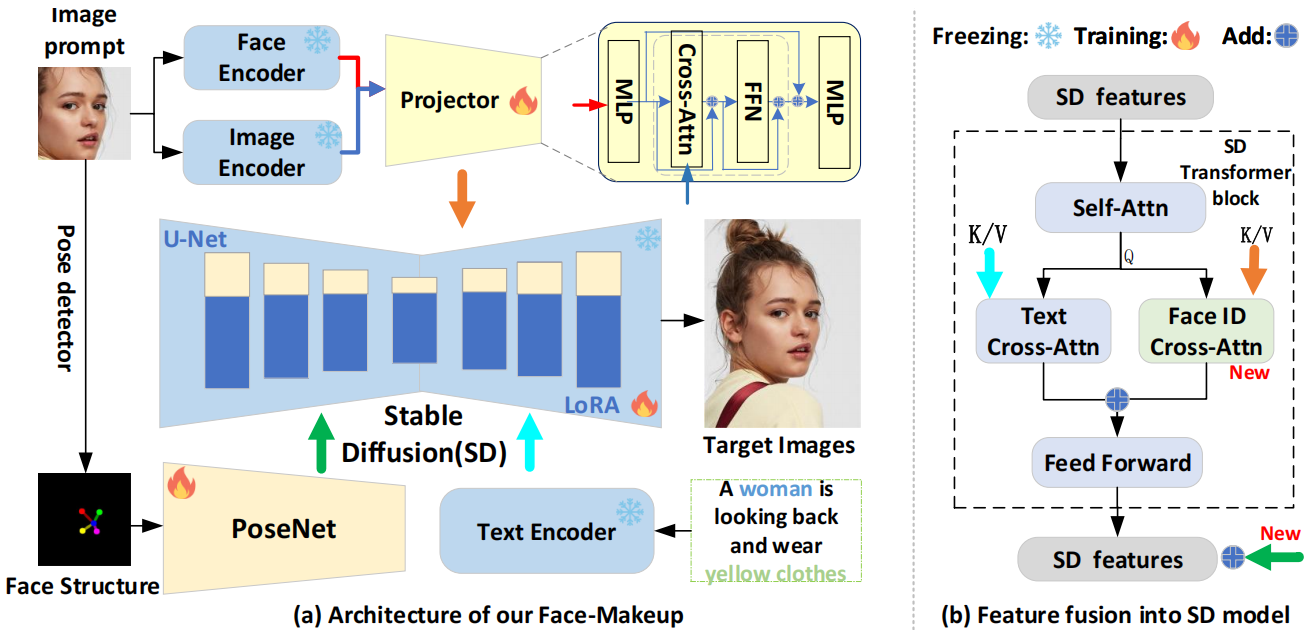 Image
prompt
Face
Encoder
Image
Encoder
Projector
MLP
Cross-Attn
FFN
MLP
Pose detector
U-Net
LoRA
Stable
Diffusion(SD)
Target Images
Face Structure
PoseNet
Text Encoder
A woman is
looking back
and wear
yellow clothes
(a) Architecture of our Face-Makeup
Freezing: Training: Add:
SD features
SD
Transformer
block
Self-Attn
K/V
Q
K/V
Text
Cross-Attn
Face ID
Cross-Attn
New
Feed Forward
SD features
New
(b) Feature fusion into SD model